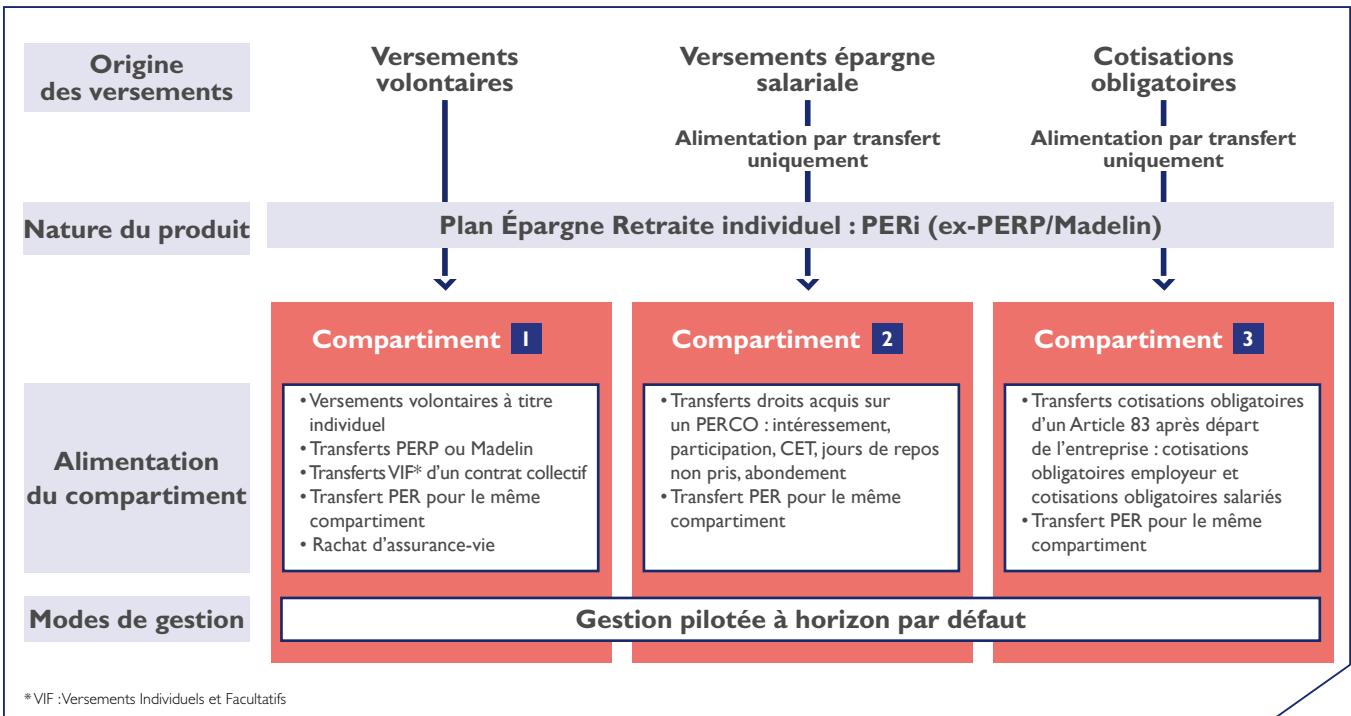 Origine
des versements
Versements
volontaires
Versements épargne
salariale
Cotisations
obligatoires
Alimentation par transfert
uniquement
Alimentation par transfert
uniquement
Nature du produit
Plan Épargne Retraite individuel : PERi (ex-PERP/Madelin)
Compartiment 1
Compartiment 2
Compartiment 3
Alimentation
du compartiment
• Versements volontaires à titre
individuel
• Transferts PERP ou Madelin
• Transferts VIF* d'un contrat collectif
• Transfert PER pour le même
compartiment
• Rachat d'assurance-vie
• Transferts droits acquis sur
un PERCO : intéressement,
participation, CET, jours de repos
non pris, abondement
• Transfert PER pour le même
compartiment
• Transferts cotisations obligatoires
d'un Article 83 après départ
de l'entreprise : cotisations
obligatoires employeur et
cotisations obligatoires salariés
• Transfert PER pour le même
compartiment
Modes de gestion
Gestion pilotée à horizon par défaut
* VIF : Versements Individuels et Facultatifs